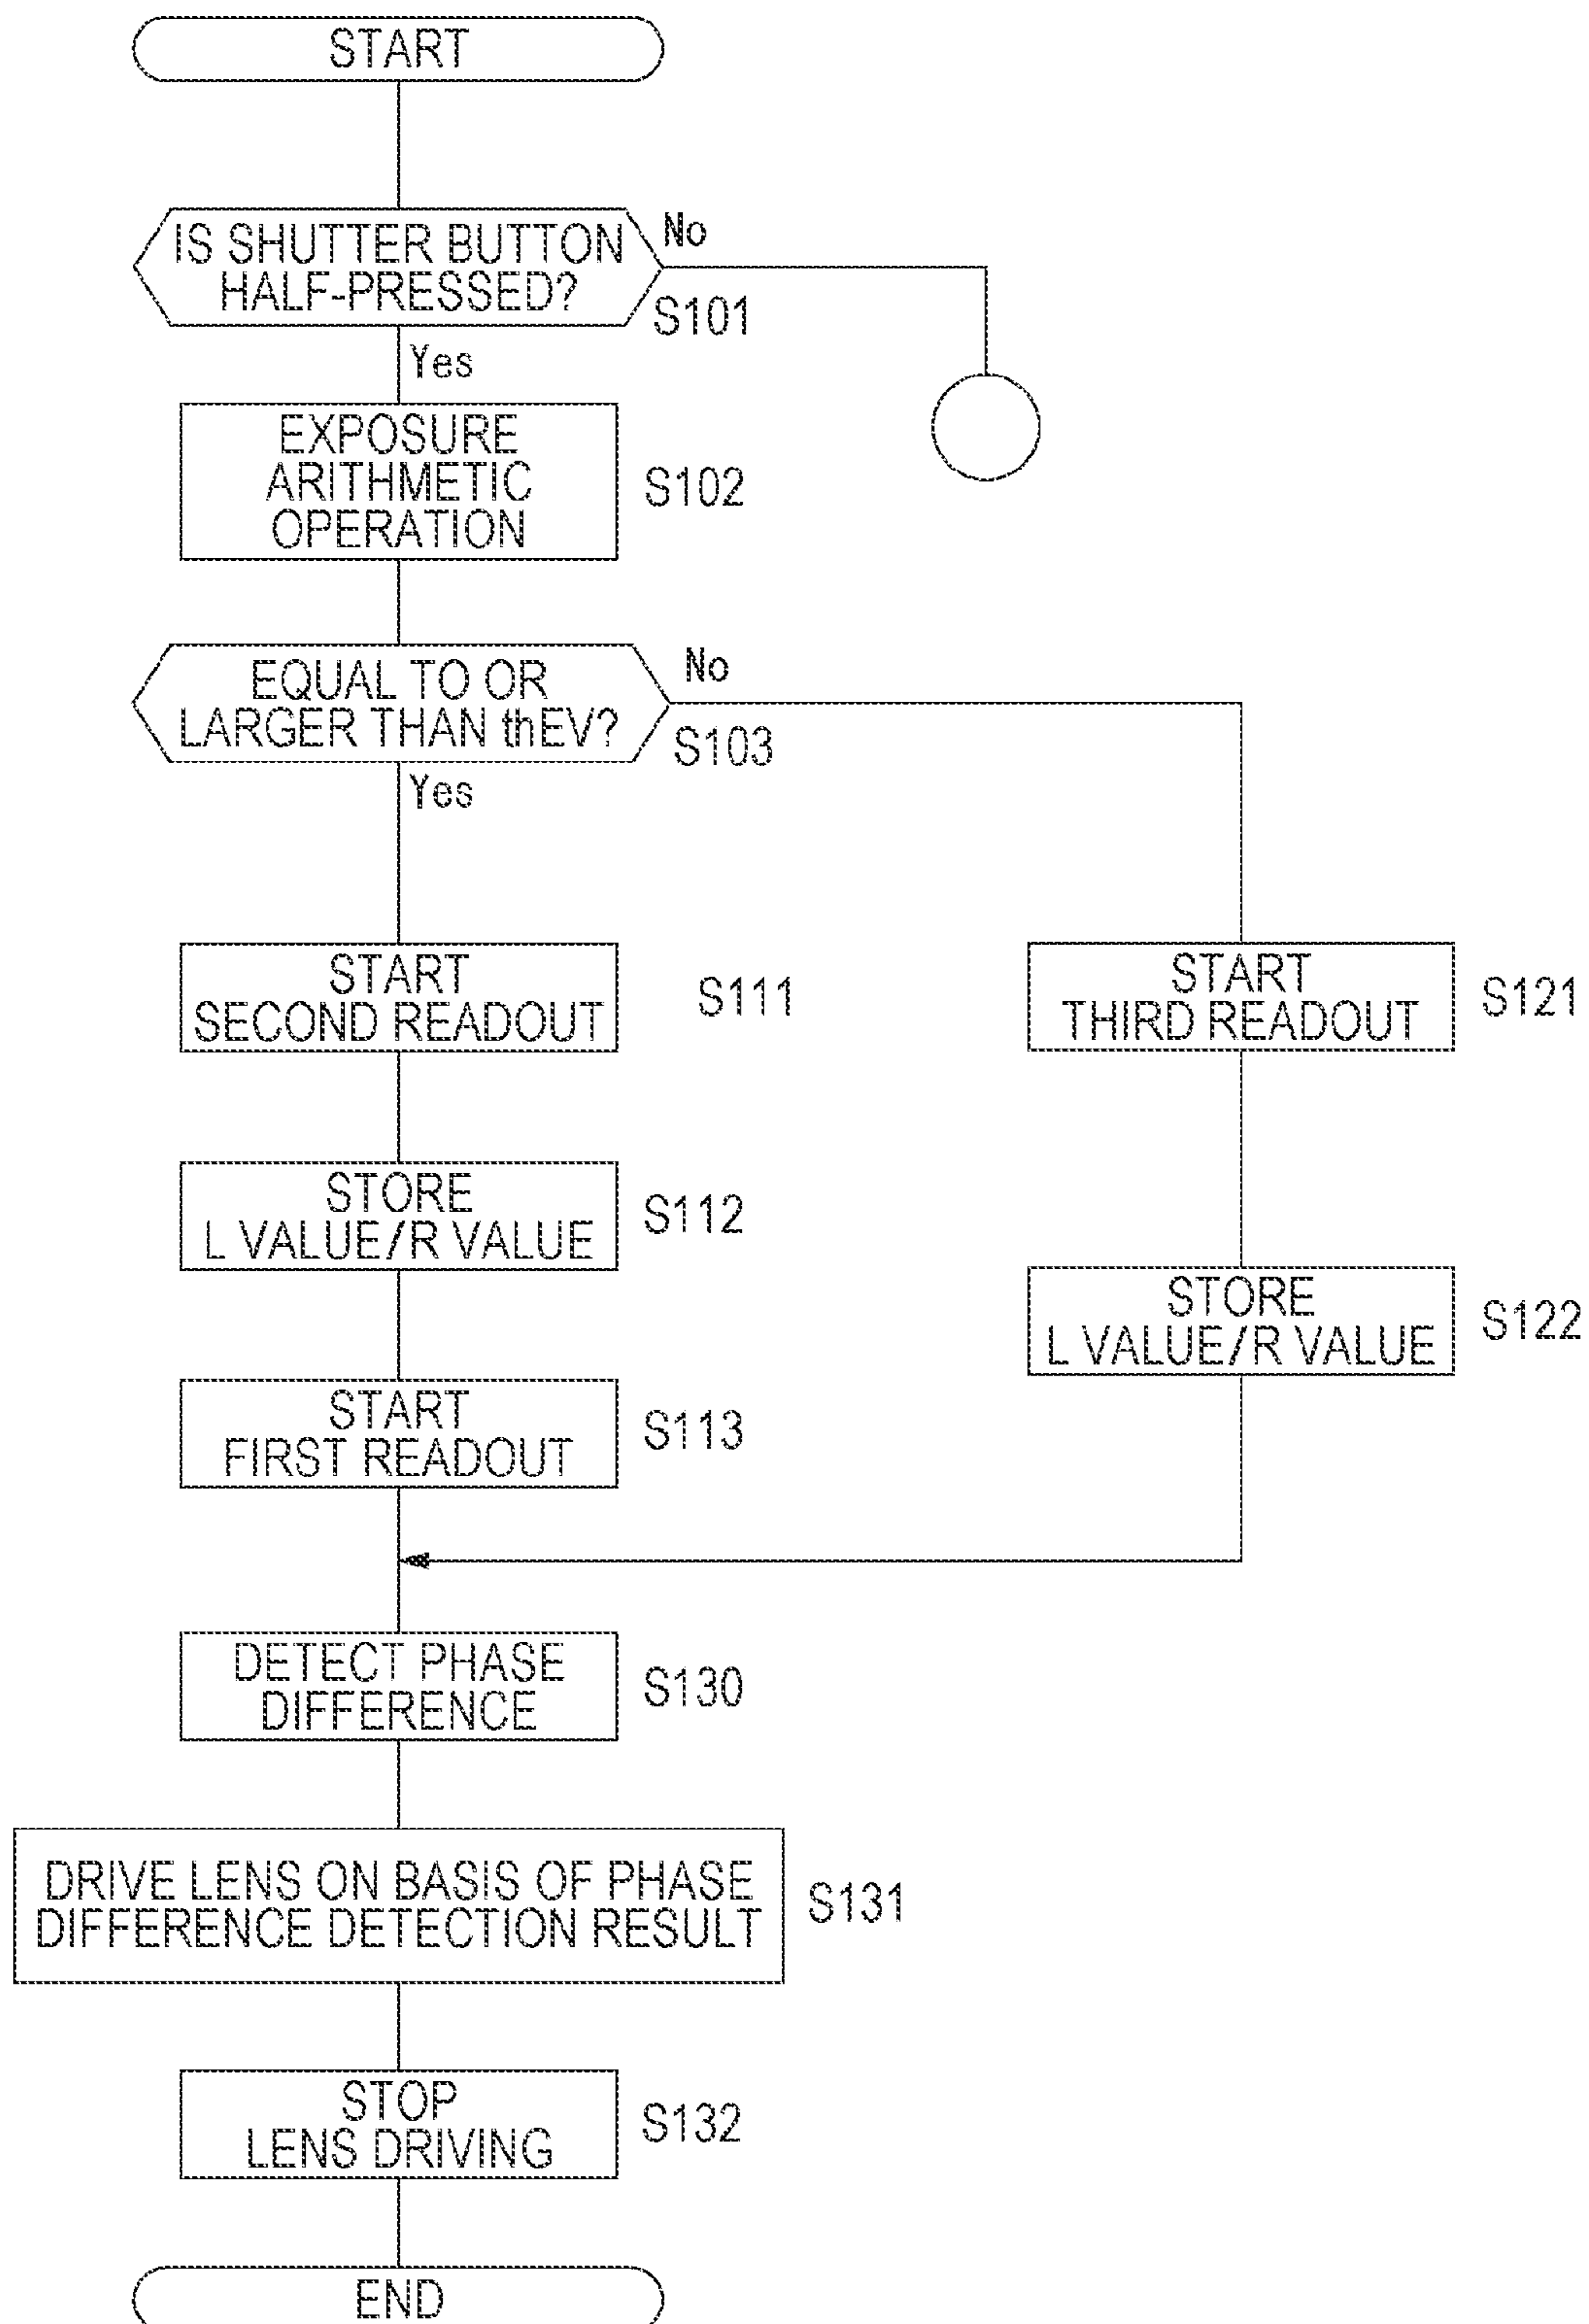 START
IS SHUTTER BUTTON
HALF-PRESSED?
No
S101
Yes
EXPOSURE
ARITHMETIC
OPERATION
S102
EQUAL TO OR
LARGER THAN thEV?
No
S103
Yes
START
SECOND READOUT
S111
START
THIRD READOUT
S121
STORE
L VALUE/R VALUE
S112
STORE
L VALUE/R VALUE
S122
START
FIRST READOUT
S113
DETECT PHASE
DIFFERENCE
S130
DRIVE LENS ON BASIS OF PHASE
DIFFERENCE DETECTION RESULT
S131
STOP
LENS DRIVING
S132
END